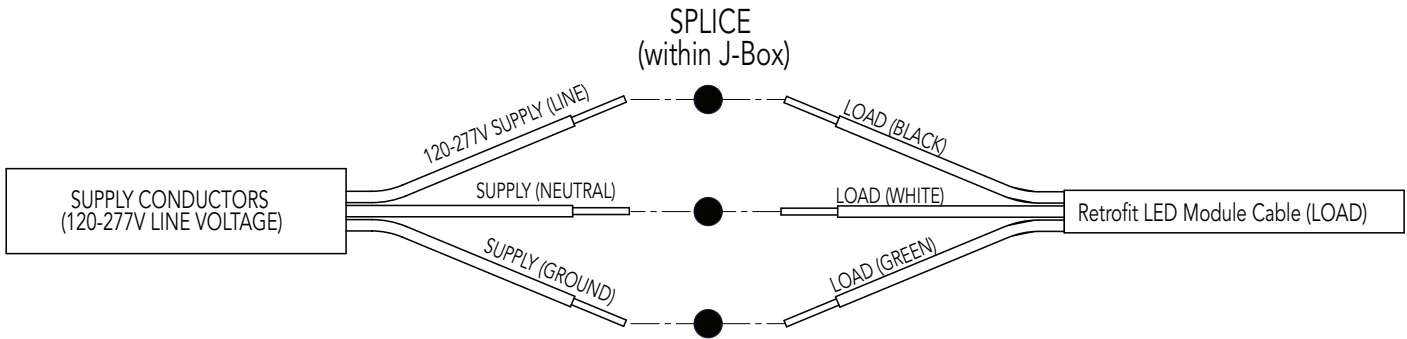 SPLICE
(within J-Box)
120-277V SUPPLY (LINE)
LOAD (BLACK)
SUPPLY CONDUCTORS
(120-277V LINE VOLTAGE)
SUPPLY (NEUTRAL)
LOAD (WHITE)
Retrofit LED Module Cable (LOAD)
SUPPLY (GROUND)
LOAD (GREEN)